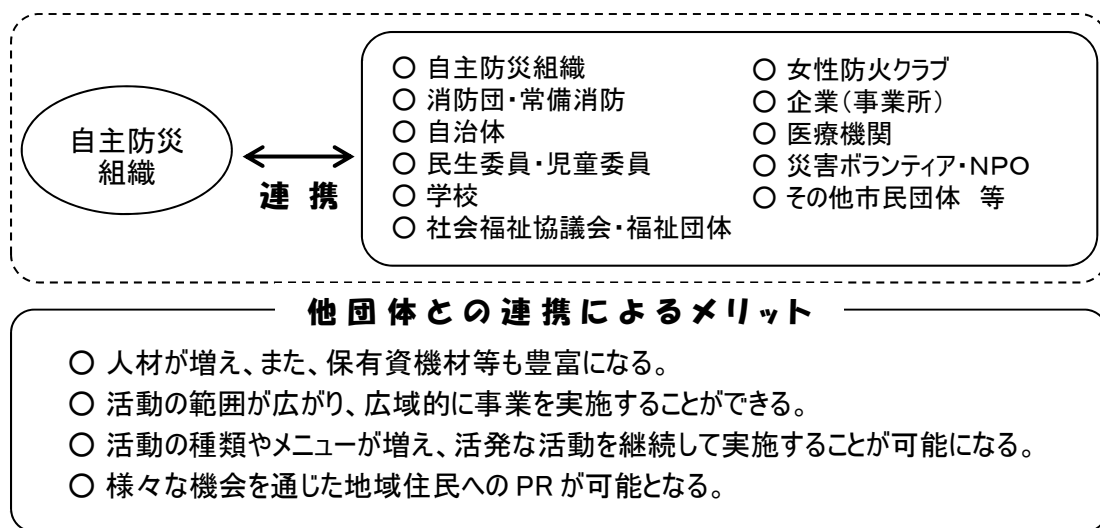 自主防災
組織
連 携
○ 自主防災組織
○ 消防団・常備消防
○ 自治体
○ 民生委員・児童委員
○ 学校
○ 社会福祉協議会・福祉団体
○ 女性防火クラブ
○ 企業（事業所）
○ 医療機関
○ 災害ボランティア・NPO
○ その他市民団体　等
他団体との連携によるメリット
○ 人材が増え、また、保有資機材等も豊富になる。
○ 活動の範囲が広がり、広域的に事業を実施することができる。
○ 活動の種類やメニューが増え、活発な活動を継続して実施することが可能になる。
○ 様々な機会を通じた地域住民への PR が可能となる。